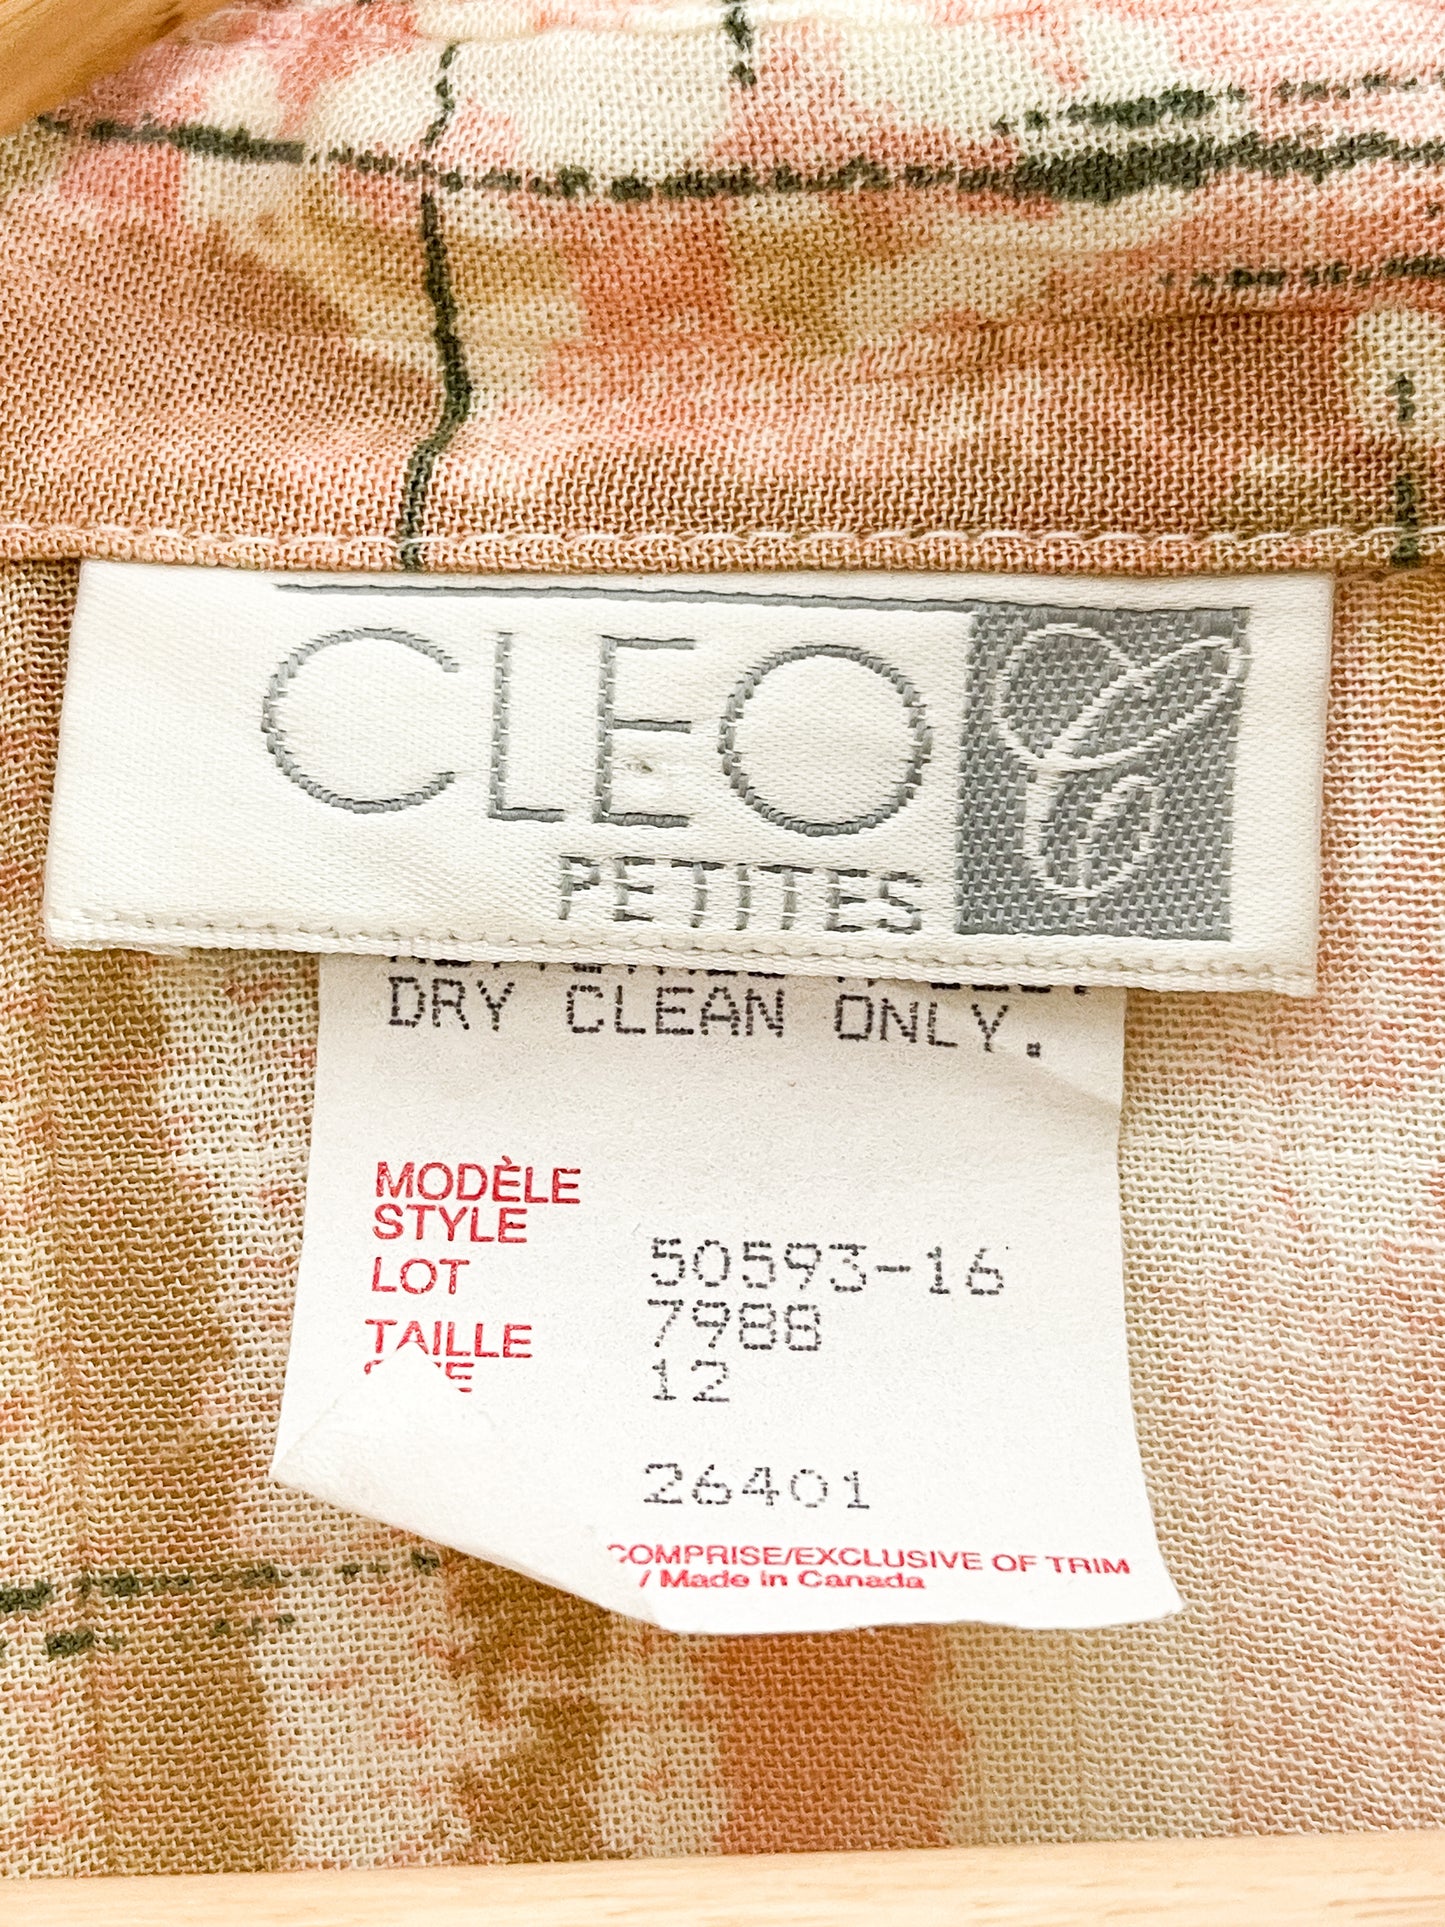 CLEO
PETITES
DRY CLEAN ONLY.
MODÈLE
STYLE 50593-16
LOT 7988
TAILLE 12
26401
COMPRISE/EXCLUSIVE OF TRIM
/ Made in Canada